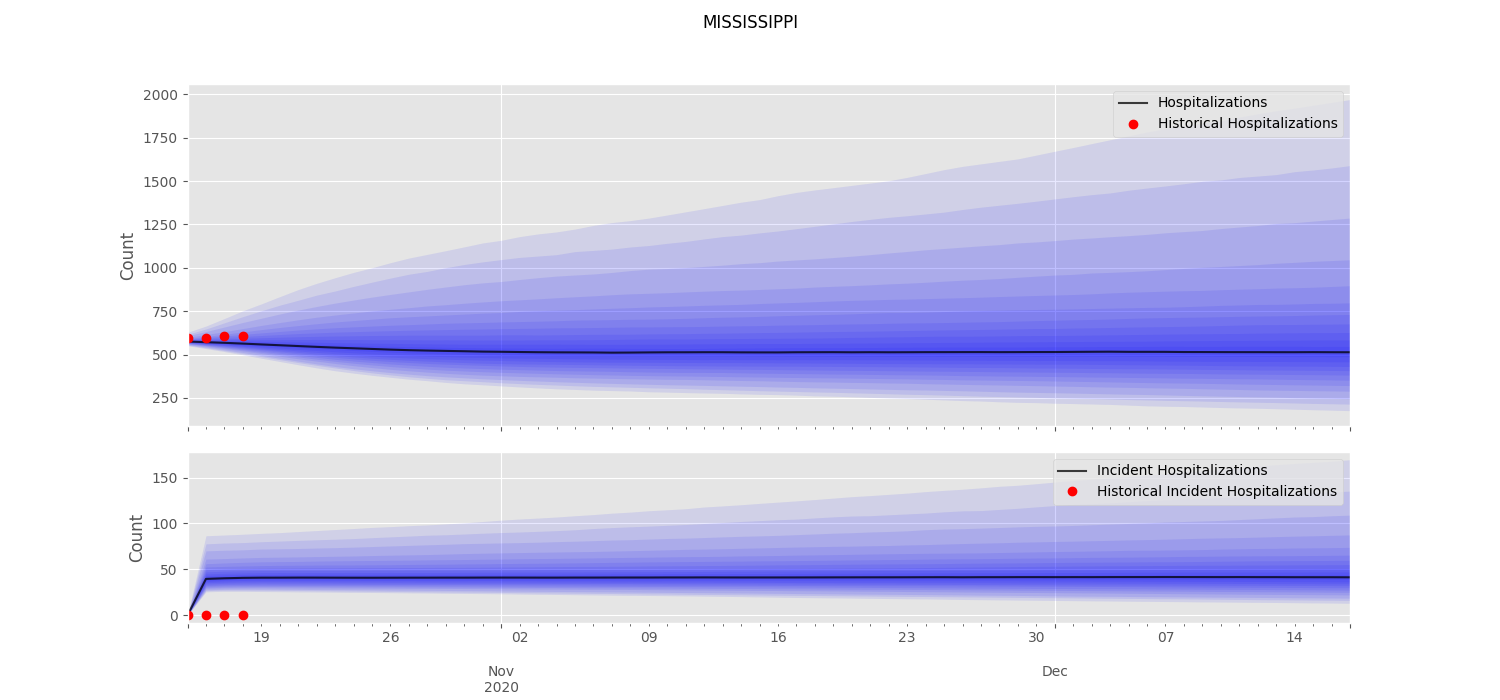 MISSISSIPPI
Hospitalizations
Historical Hospitalizations
Count
2000
1750
1500
1250
1000
750
500
250
Incident Hospitalizations
Historical Incident Hospitalizations
Count
150
100
50
0
19 26 02 09 16 23 30 07 14
Nov Dec
2020